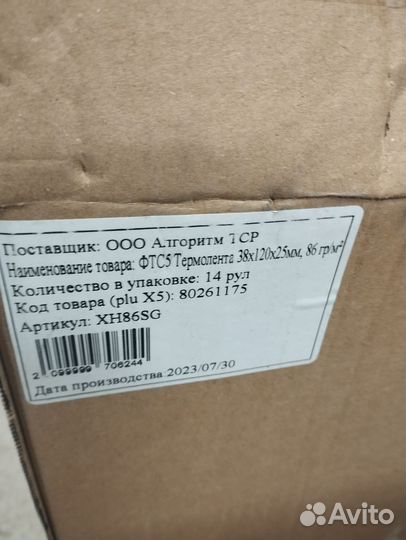 Поставщик: ООО Алгоритм ТСР
Наименование товара: ФТС5 Термолента 38х120х25мм, 86 гр/м²
Количество в упаковке: 14 рул
Код товара (plu X5): 80261175
Артикул: XH86SG
2 099999 706244
Дата производства:2023/07/30
Avito